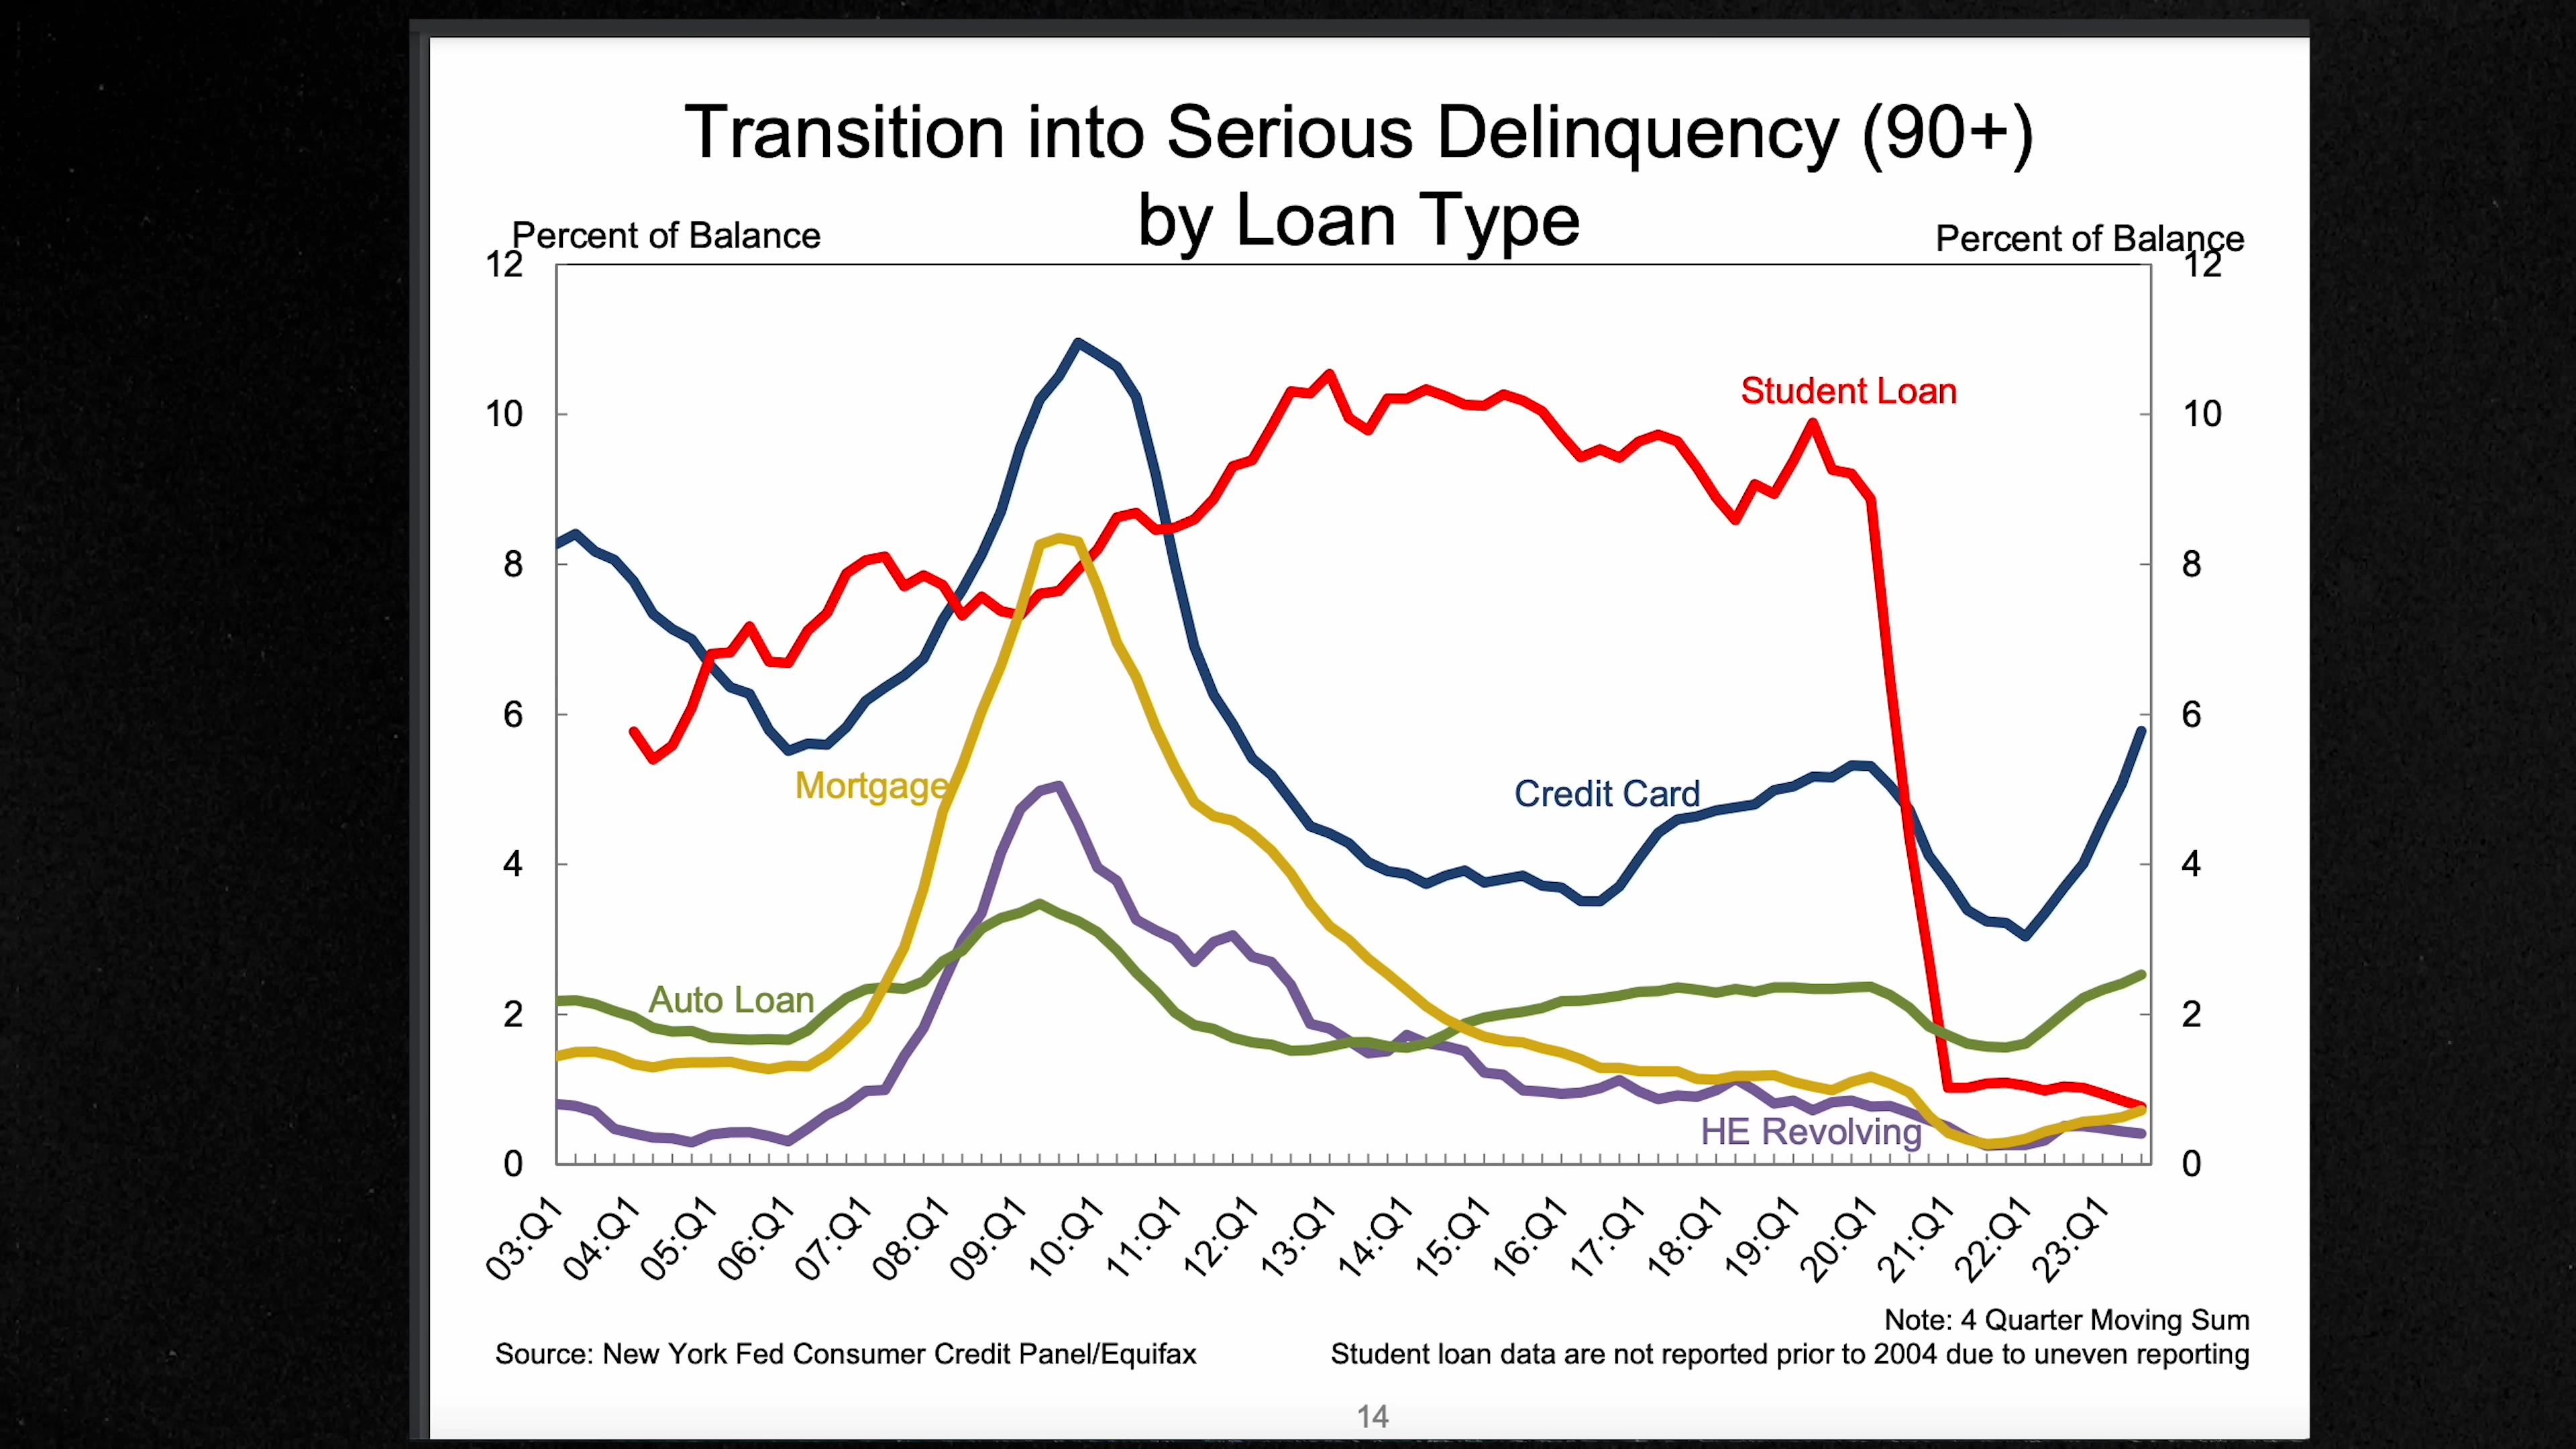 Transition into Serious Delinquency (90+)
by Loan Type
Percent of Balance
Percent of Balance
12
12
10
10
8
8
6
6
4
4
2
2
0
0
Student Loan
Mortgage
Credit Card
Auto Loan
HE Revolving
03:Q1
04:Q1
05:Q1
06:Q1
07:Q1
08:Q1
09:Q1
10:Q1
11:Q1
12:Q1
13:Q1
14:Q1
15:Q1
16:Q1
17:Q1
18:Q1
19:Q1
20:Q1
21:Q1
22:Q1
23:Q1
Note: 4 Quarter Moving Sum
Source: New York Fed Consumer Credit Panel/Equifax
Student loan data are not reported prior to 2004 due to uneven reporting
14